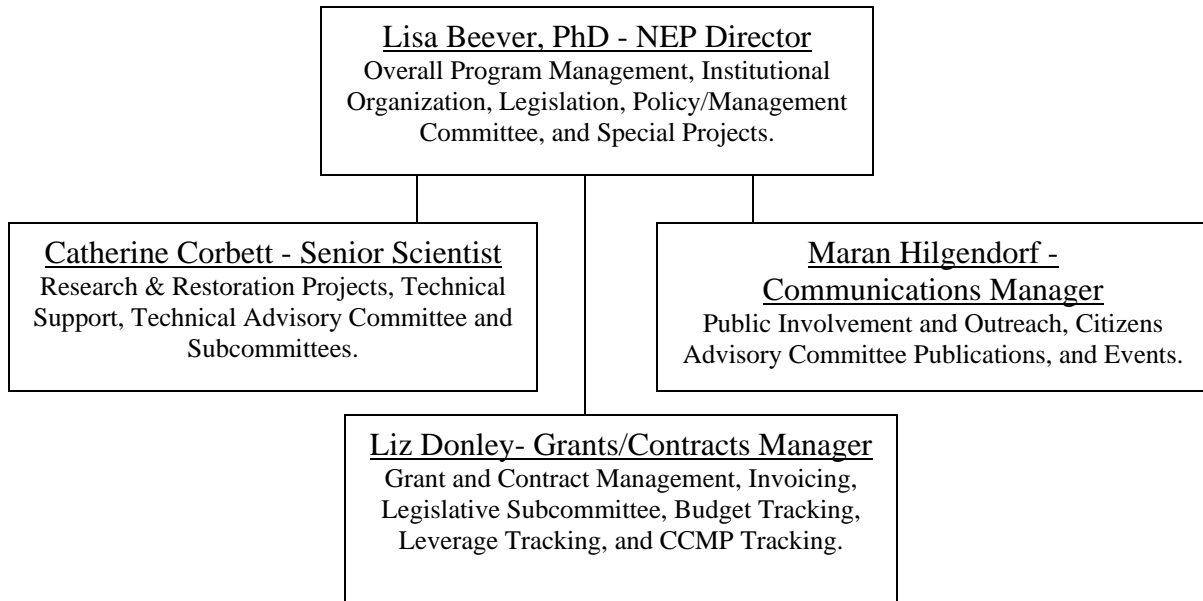 Lisa Beever, PhD - NEP Director
Overall Program Management, Institutional
Organization, Legislation, Policy/Management
Committee, and Special Projects.
Catherine Corbett - Senior Scientist
Research & Restoration Projects, Technical
Support, Technical Advisory Committee and
Subcommittees.
Maran Hilgendorf -
Communications Manager
Public Involvement and Outreach, Citizens
Advisory Committee Publications, and Events.
Liz Donley- Grants/Contracts Manager
Grant and Contract Management, Invoicing,
Legislative Subcommittee, Budget Tracking,
Leverage Tracking, and CCMP Tracking.